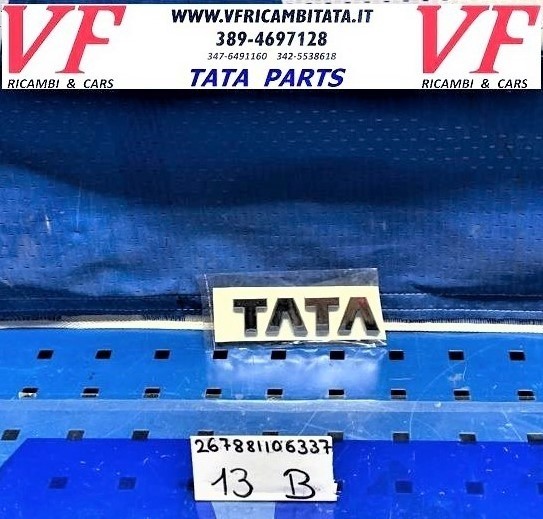 VF
RICAMBI & CARS
WWW.VFRICAMBITATA.IT
389-4697128
347-6491160 342-5538618
TATA PARTS
VF
RICAMBI & CARS
TATA
267881106337
13 B